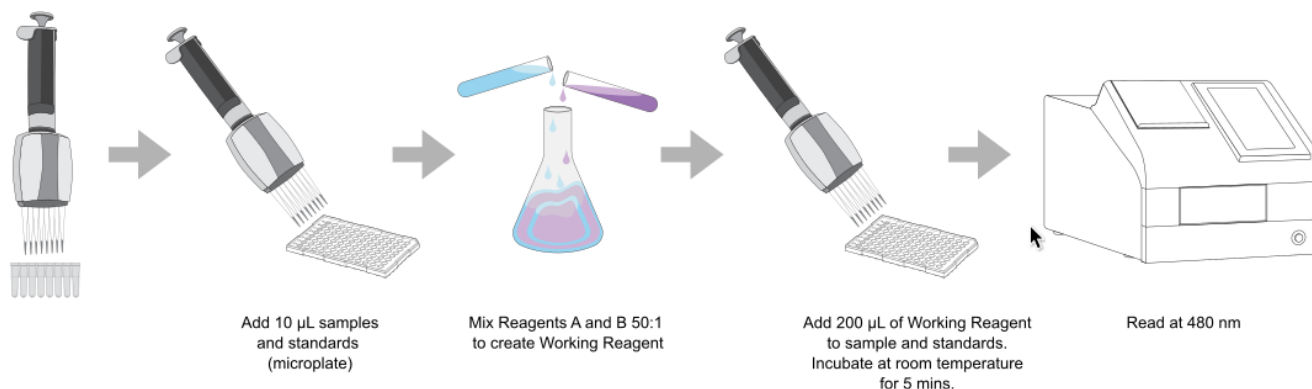 Add 10 µL samples
and standards
(microplate)
Mix Reagents A and B 50:1
to create Working Reagent
Add 200 µL of Working Reagent
to sample and standards.
Incubate at room temperature
for 5 mins.
Read at 480 nm